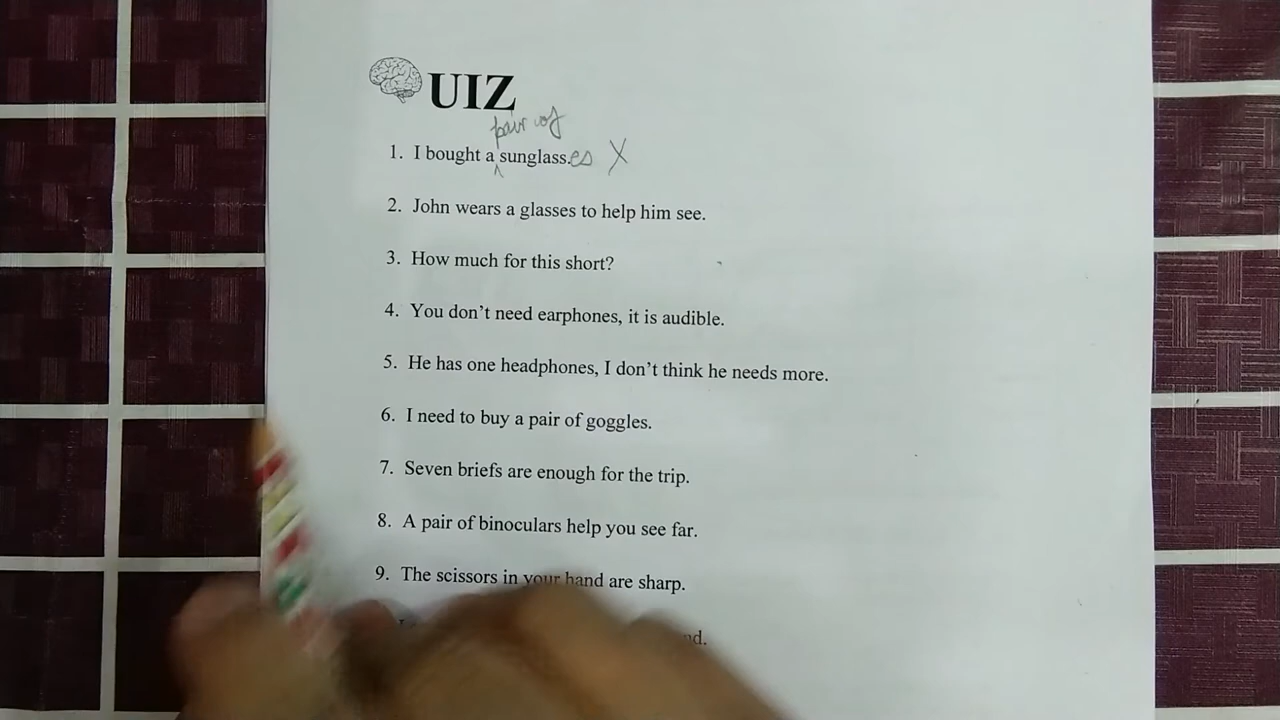 UIZ
pair of
1. I bought a sunglass.es X
2. John wears a glasses to help him see.
3. How much for this short?
4. You don't need earphones, it is audible.
5. He has one headphones, I don't think he needs more.
6. I need to buy a pair of goggles.
7. Seven briefs are enough for the trip.
8. A pair of binoculars help you see far.
9. The scissors in your hand are sharp.